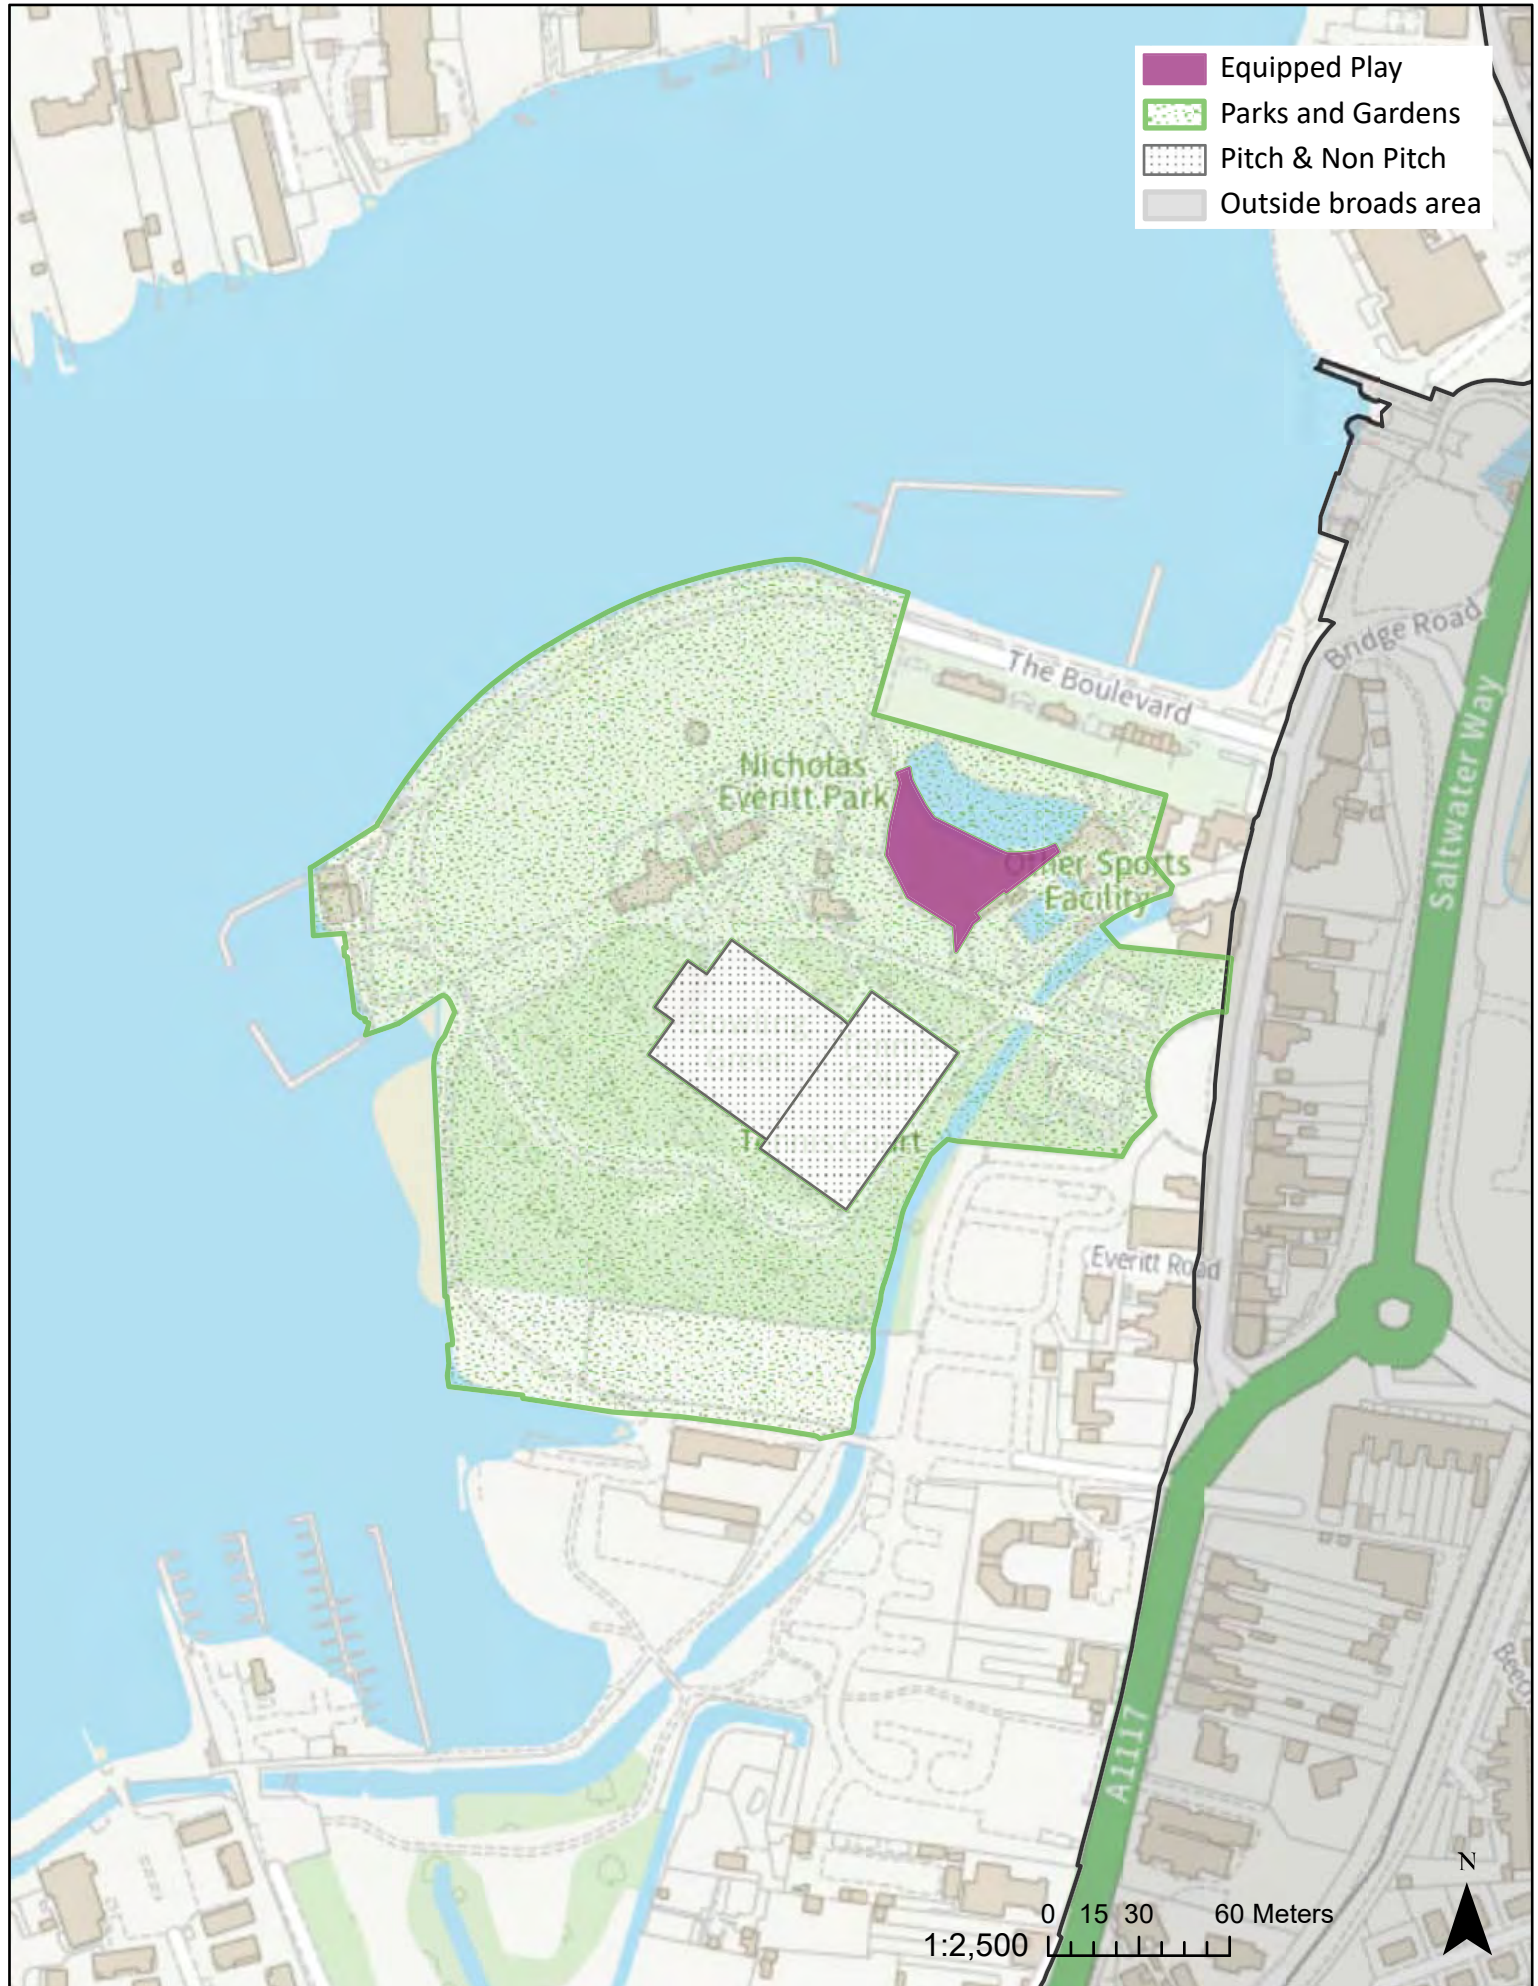 Equipped Play
Parks and Gardens
Pitch & Non Pitch
Outside broads area
Bridge Road
The Boulevard
Saltwater Way
Nicholas
Everitt Park
Other Sports
Facility
Everitt Road
A1117
N
0 15 30 60 Meters
1:2,500